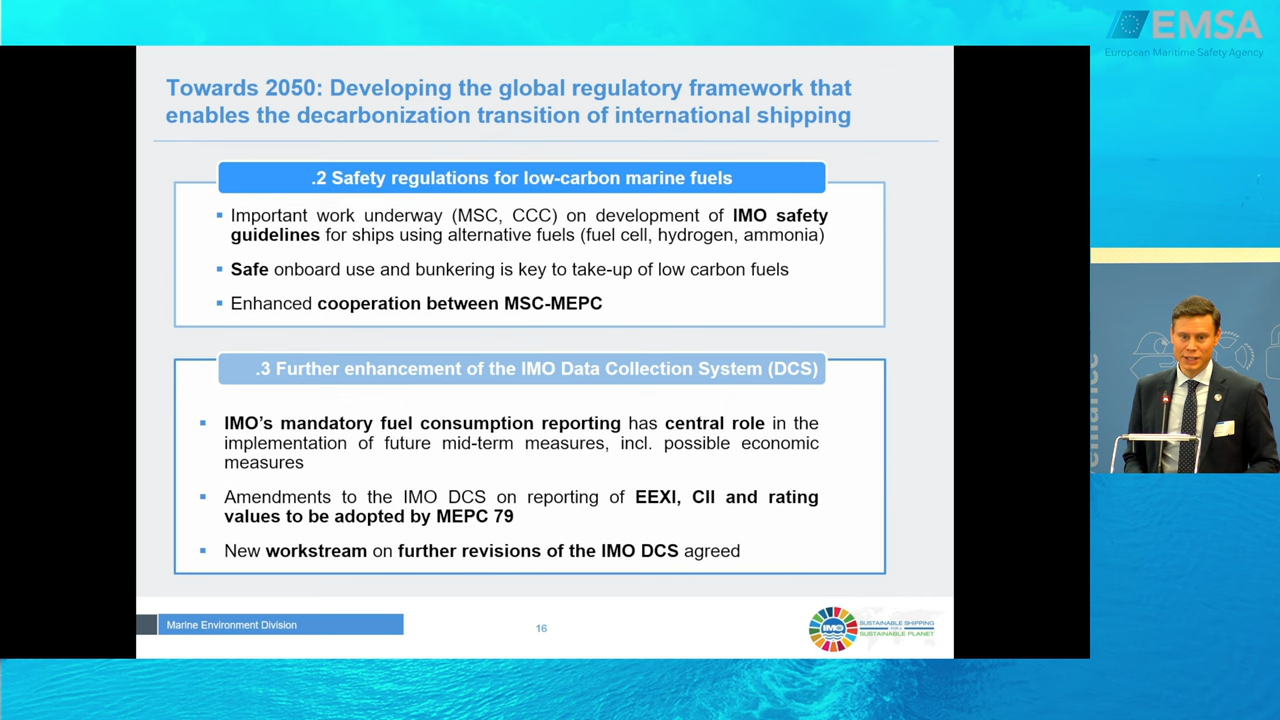 EMSA
European Maritime Safety Agency
Towards 2050: Developing the global regulatory framework that
enables the decarbonization transition of international shipping
.2 Safety regulations for low-carbon marine fuels
▪ Important work underway (MSC, CCC) on development of IMO safety
guidelines for ships using alternative fuels (fuel cell, hydrogen, ammonia)
▪ Safe onboard use and bunkering is key to take-up of low carbon fuels
▪ Enhanced cooperation between MSC-MEPC
.3 Further enhancement of the IMO Data Collection System (DCS)
▪ IMO’s mandatory fuel consumption reporting has central role in the
implementation of future mid-term measures, incl. possible economic
measures
▪ Amendments to the IMO DCS on reporting of EEXI, CII and rating
values to be adopted by MEPC 79
▪ New workstream on further revisions of the IMO DCS agreed
Marine Environment Division
16
IMO
SUSTAINABLE SHIPPING
FOR A
SUSTAINABLE PLANET